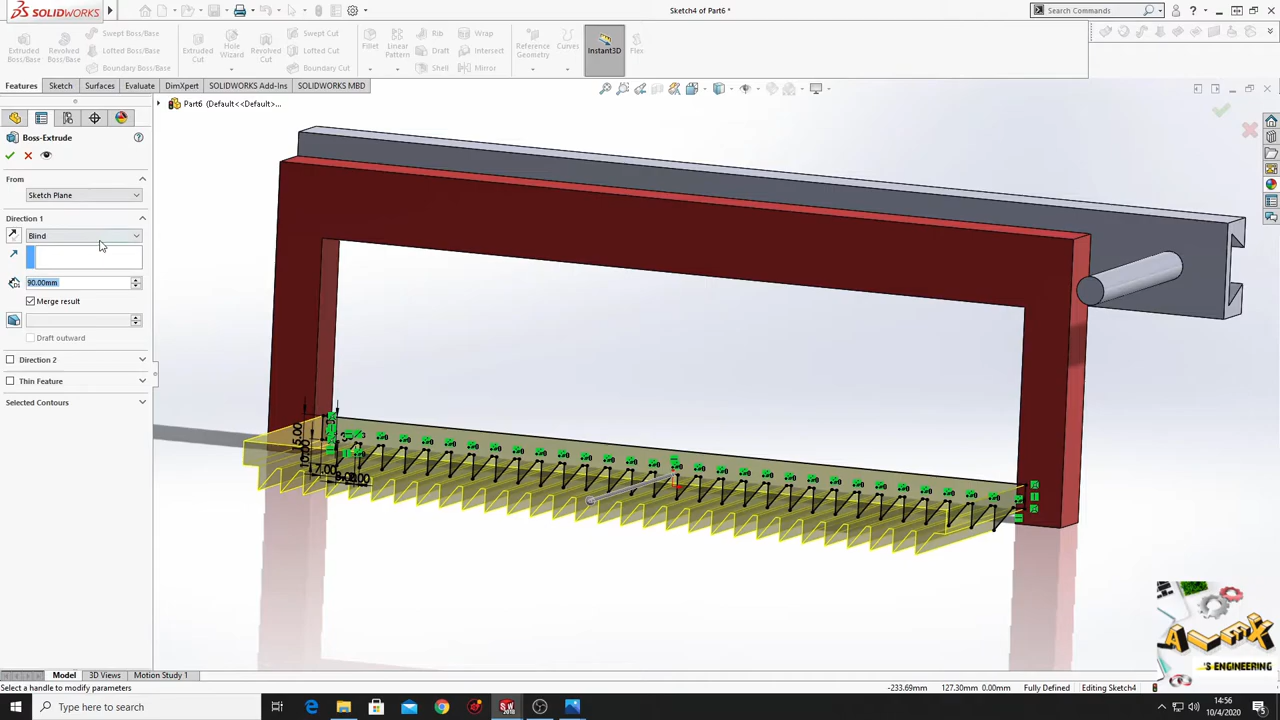 SOLIDWORKS
Sketch4 of Part6 *
Search Commands
Extruded Boss/Base
Revolved Boss/Base
Swept Boss/Base
Lofted Boss/Base
Boundary Boss/Base
Extruded Cut
Hole Wizard
Revolved Cut
Swept Cut
Lofted Cut
Boundary Cut
Fillet
Linear Pattern
Rib
Draft
Shell
Wrap
Intersect
Mirror
Reference Geometry
Curves
Instant3D
Flex
Features
Sketch
Surfaces
Evaluate
DimXpert
SOLIDWORKS Add-Ins
SOLIDWORKS MBD
Part6 (Default<<Default>...
Boss-Extrude
From
Sketch Plane
Direction 1
Blind
90.00mm
Merge result
Draft outward
Direction 2
Thin Feature
Selected Contours
10.00
7.00
ALMX
'S ENGINEERING
Model
3D Views
Motion Study 1
Select a handle to modify parameters
-233.69mm
127.30mm 0.00mm
Fully Defined
Editing Sketch4
Type here to search
14:56
10/4/2020